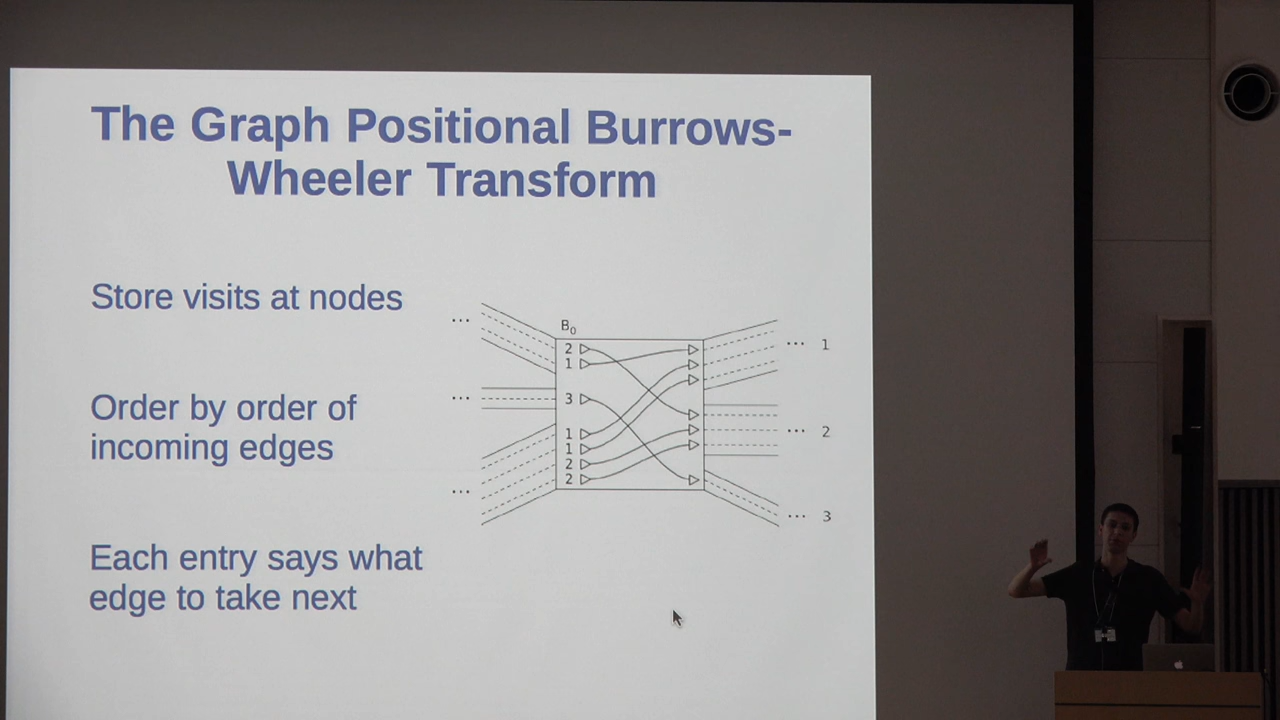 The Graph Positional Burrows-
Wheeler Transform
Store visits at nodes
Order by order of
incoming edges
Each entry says what
edge to take next
B0
2
1
3
1
1
2
2
... 1
... 2
... 3
...
...
...